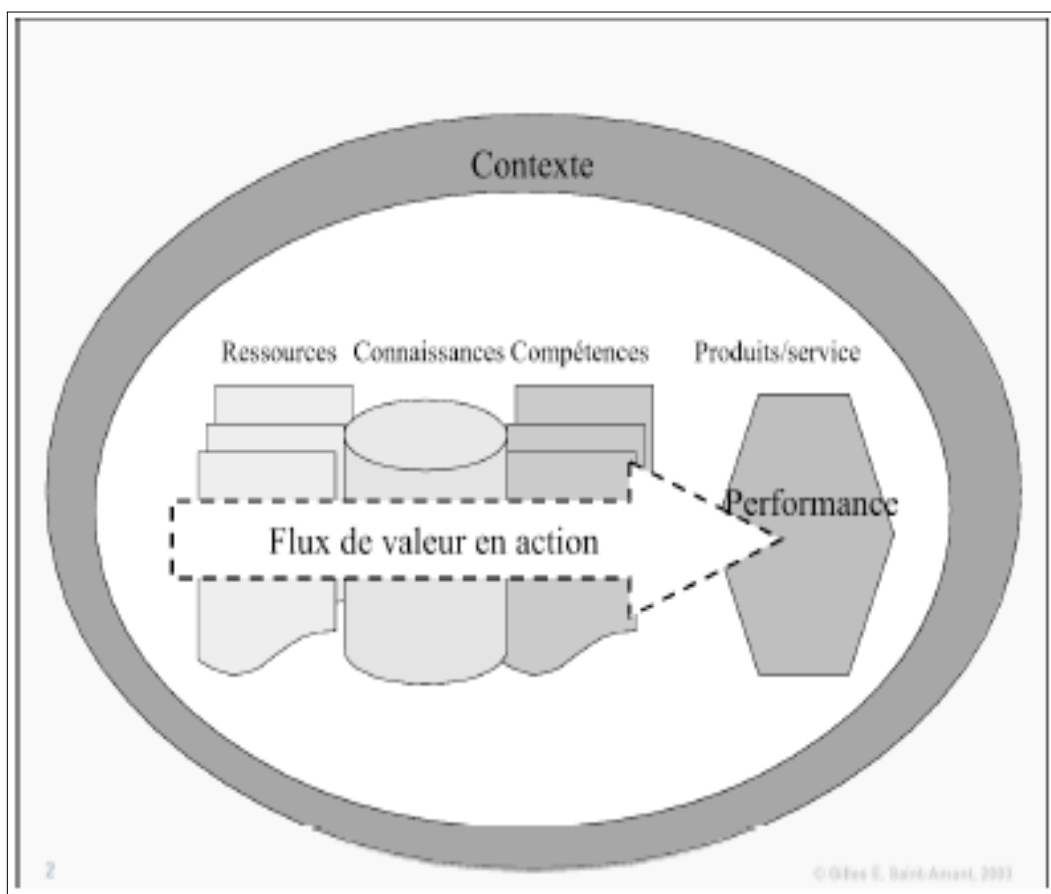 Contexte
Ressources Connaissances Compétences Produits/service
Performance
Flux de valeur en action
2 © Gilles E. Saint-Amant, 2003